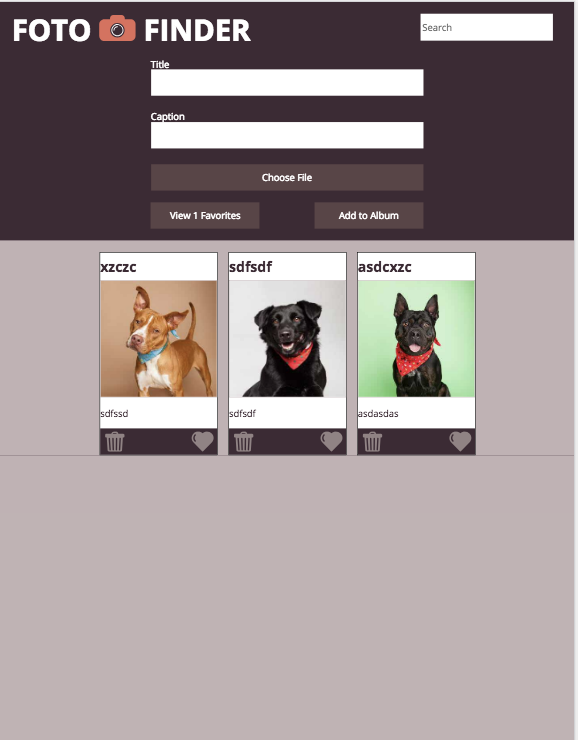 FOTO FINDER
Search
Title
Caption
Choose File
View 1 Favorites
Add to Album
xzczc
sdfsdf
asdcxzc
sdfssd
sdfsdf
asdasdas